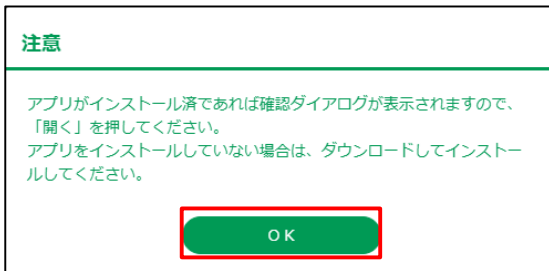 注意
アプリがインストール済であれば確認ダイアログが表示されますので、
「開く」を押してください。
アプリをインストールしていない場合は、ダウンロードしてインストー
ルしてください。
OK